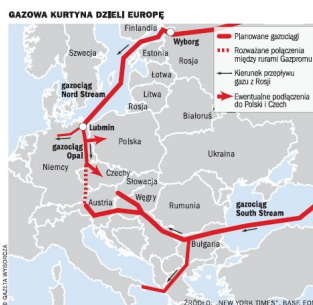 GAZOWA KURTYNA DZIELI EUROPĘ
Finlandia
Wyborg
Szwecja
Estonia
Rosja
Łotwa
gazociąg
Nord Stream
Litwa
Rosja
Białoruś
Lubmin
gazociąg
Opal
Polska
Niemcy
Czechy
Ukraina
Słowacja
Austria
Węgry
Rumunia
gazociąg
South Stream
Bułgaria
Planowane gazociągi
Rozważane połączenia
między rurami Gazpromu
Kierunek przepływu
gazu z Rosji
Ewentualne podłączenia
do Polski i Czech
GAZETA WYBORCZA
ŹRÓDŁO: „NEW YORK TIMES", BASF, EDF